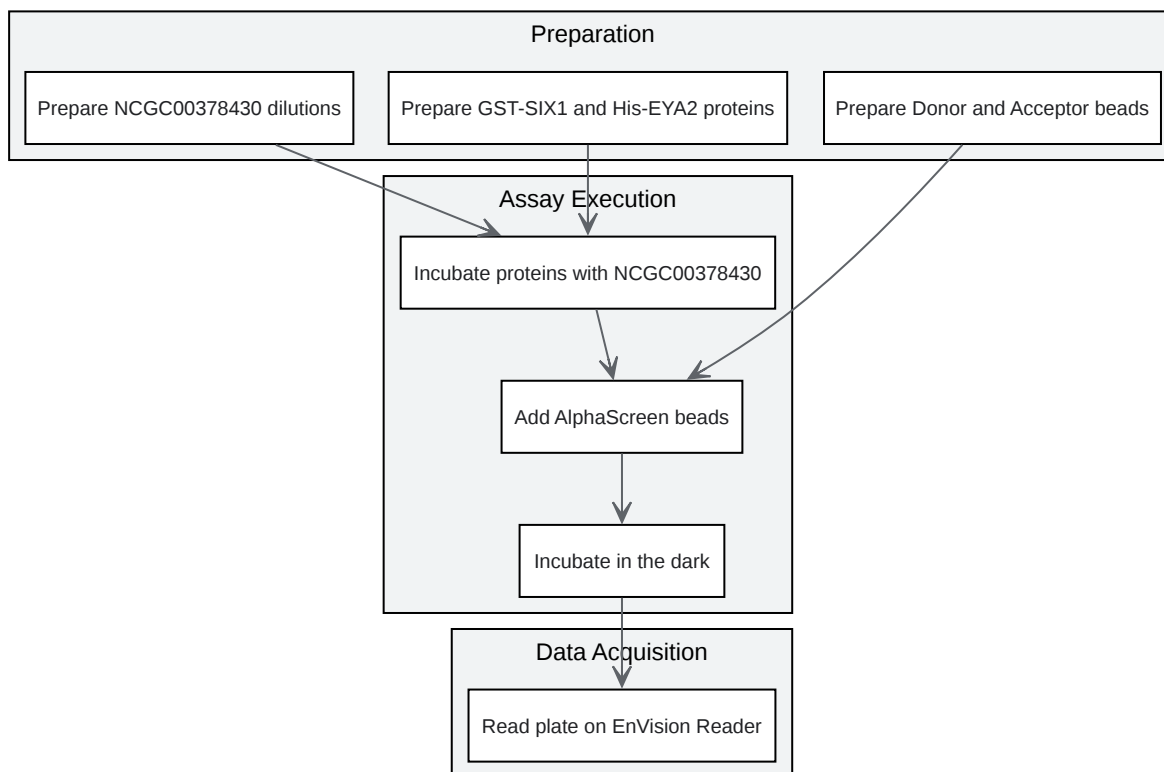 Preparation
Prepare NCGC00378430 dilutions
Prepare GST-SIX1 and His-EYA2 proteins
Prepare Donor and Acceptor beads
Assay Execution
Incubate proteins with NCGC00378430
Add AlphaScreen beads
Incubate in the dark
Data Acquisition
Read plate on EnVision Reader